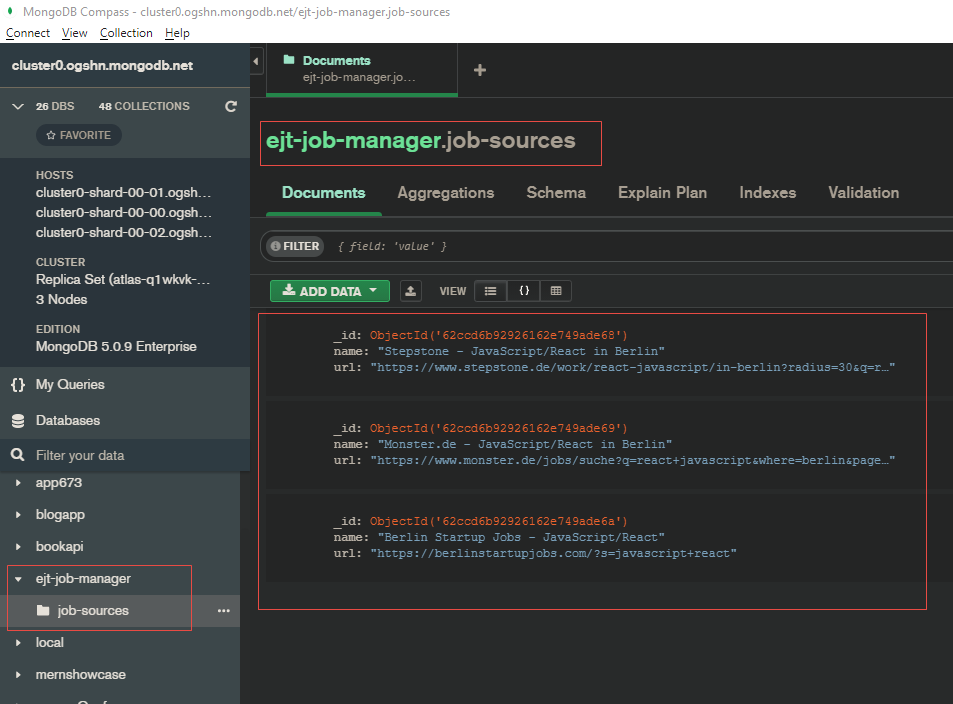 MongoDB Compass - cluster0.ogshn.mongodb.net/ejt-job-manager.job-sources
Connect View Collection Help
cluster0.ogshn.mongodb.net
26 DBS 48 COLLECTIONS
FAVORITE
HOSTS
cluster0-shard-00-01.ogsh...
cluster0-shard-00-00.ogsh...
cluster0-shard-00-02.ogsh...
CLUSTER
Replica Set (atlas-q1wkvk-...
3 Nodes
EDITION
MongoDB 5.0.9 Enterprise
{} My Queries
Databases
Filter your data
app673
blogapp
bookapi
ejt-job-manager
job-sources ...
local
mernshowcase
Documents
ejt-job-manager.jo...
+
ejt-job-manager.job-sources
Documents Aggregations Schema Explain Plan Indexes Validation
FILTER { field: 'value' }
ADD DATA VIEW {}
_id: ObjectId('62ccd6b92926162e749ade68')
name: "Stepstone - JavaScript/React in Berlin"
url: "https://www.stepstone.de/work/react-javascript/in-berlin?radius=30&q=r…"
_id: ObjectId('62ccd6b92926162e749ade69')
name: "Monster.de - JavaScript/React in Berlin"
url: "https://www.monster.de/jobs/suche?q=react+javascript&where=berlin&page…"
_id: ObjectId('62ccd6b92926162e749ade6a')
name: "Berlin Startup Jobs - JavaScript/React"
url: "https://berlinstartupjobs.com/?s=javascript+react"